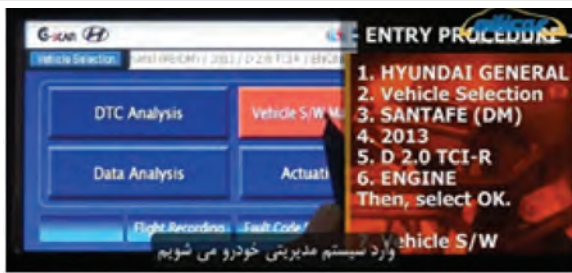 G-scan
Vehicle Selection
DTC Analysis
Vehicle S/W
Data Analysis
Flight Recording
Fault Code
ENTRY PROCEDURE
1. HYUNDAI GENERAL
2. Vehicle Selection
3. SANTAFE (DM)
4. 2013
5. D 2.0 TCI-R
6. ENGINE
Then, select OK.
Vehicle S/W
وارد سیستم مدیریتی خودرو می شویم